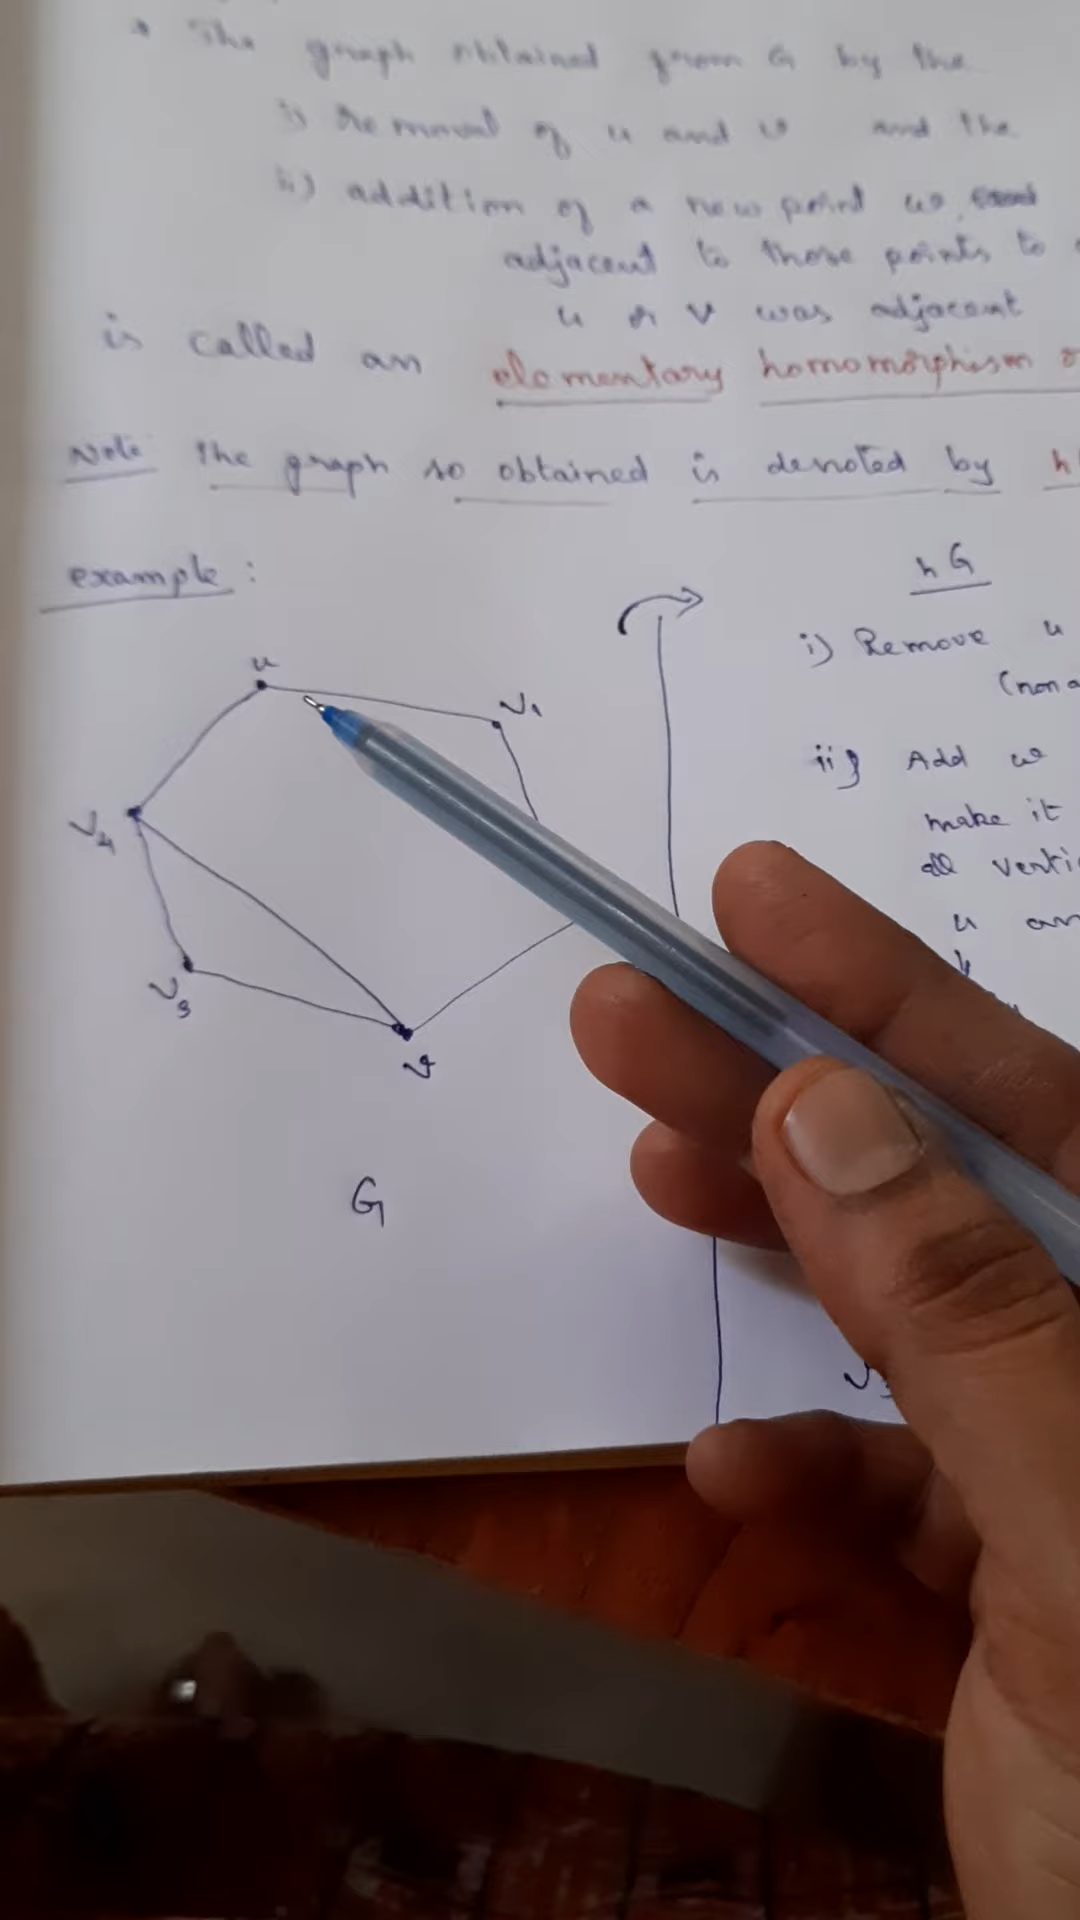 * The graph obtained from G by the
i) removal of u and v and the
ii) addition of a new point w
adjacent to those points to
u or v was adjacent
is called an elementary homomorphism
Note The graph so obtained is denoted by h
example :
hG
i) Remove u
(non a
ii) Add w
make it
all verti
u an
u
V1
V4
V3
v
G